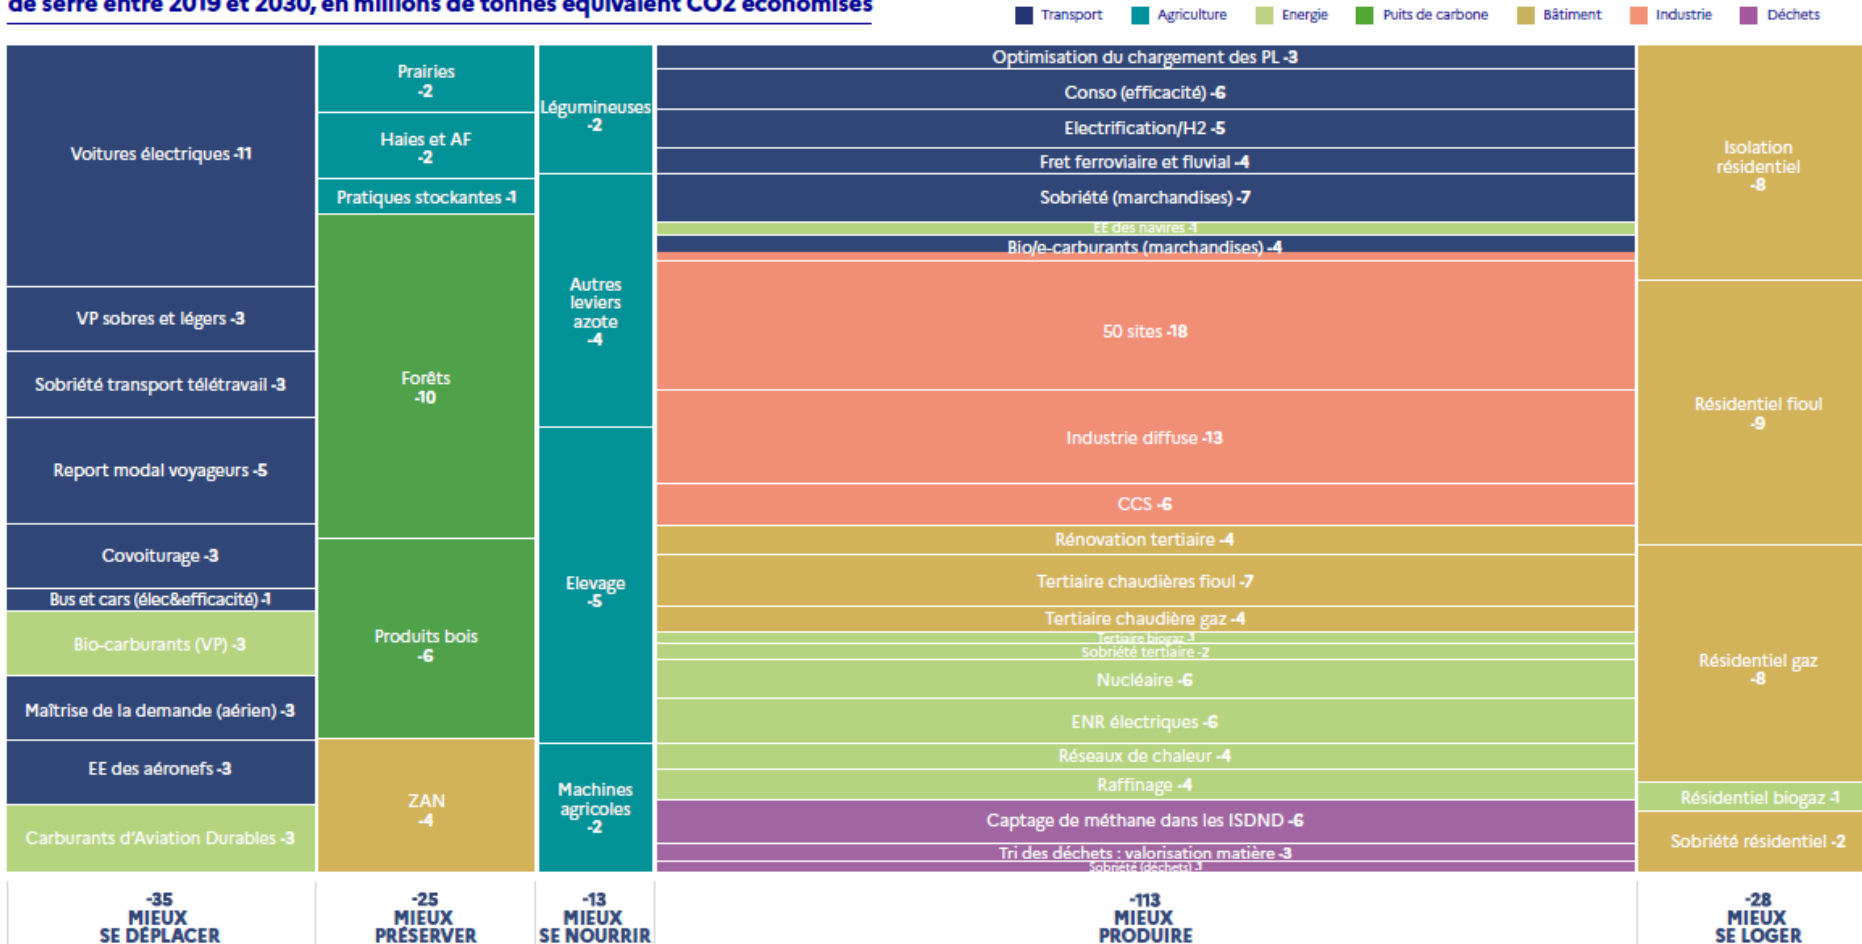 de serre entre 2019 et 2030, en millions de tonnes équivalent CO2 économisés
Transport
Agriculture
Energie
Puits de carbone
Bâtiment
Industrie
Déchets
Voitures électriques -11
VP sobres et légers -3
Sobriété transport télétravail -3
Report modal voyageurs -5
Covoiturage -3
Bus et cars (élec&efficacité) -1
Bio-carburants (VP) -3
Maîtrise de la demande (aérien) -3
EE des aéronefs -3
Carburants d'Aviation Durables -3
-35
MIEUX
SE DÉPLACER
Prairies
-2
Haies et AF
-2
Pratiques stockantes -1
Forêts
-10
Produits bois
-6
ZAN
-4
-25
MIEUX
PRÉSERVER
Légumineuses
-2
Autres
leviers
azote
-4
Elevage
-5
Machines
agricoles
-2
-13
MIEUX
SE NOURRIR
Optimisation du chargement des PL -3
Conso (efficacité) -6
Electrification/H2 -5
Fret ferroviaire et fluvial -4
Sobriété (marchandises) -7
EE des navires -1
Bio/e-carburants (marchandises) -4
50 sites -18
Industrie diffuse -13
CCS -6
Rénovation tertiaire -4
Tertiaire chaudières fioul -7
Tertiaire chaudière gaz -4
Tertiaire biogaz -1
Sobriété tertiaire -2
Nucléaire -6
ENR électriques -6
Réseaux de chaleur -4
Raffinage -4
Captage de méthane dans les ISDND -6
Tri des déchets : valorisation matière -3
Sobriété (déchets) -1
-113
MIEUX
PRODUIRE
Isolation
résidentiel
-8
Résidentiel fioul
-9
Résidentiel gaz
-8
Résidentiel biogaz -1
Sobriété résidentiel -2
-28
MIEUX
SE LOGER